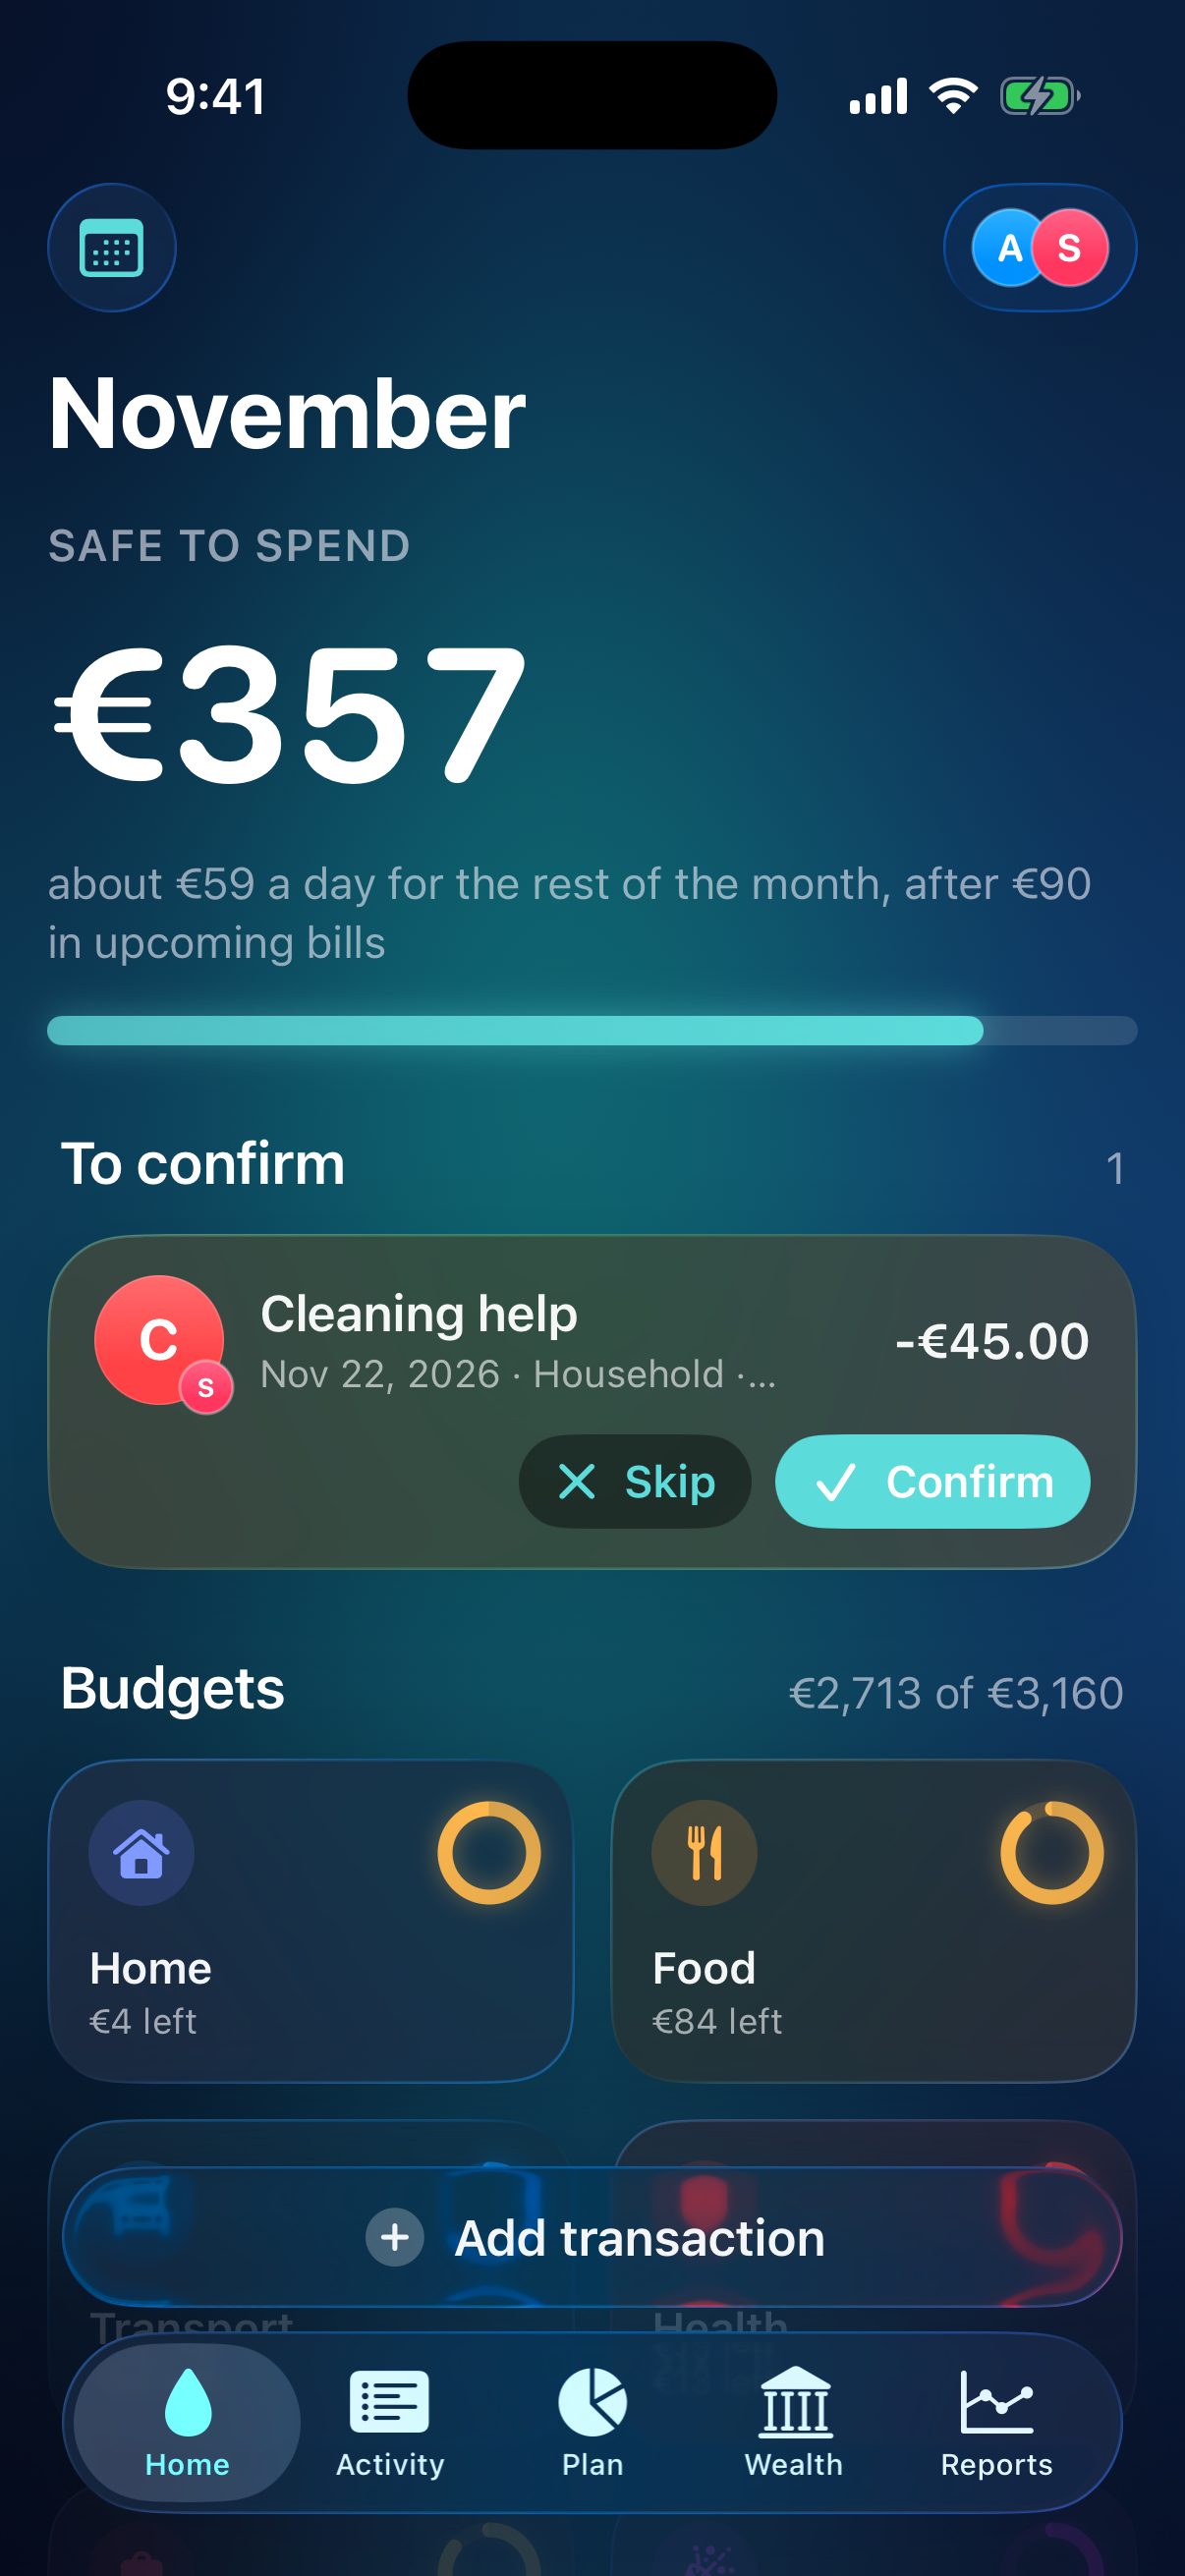 9:41
A S
November
SAFE TO SPEND
€357
about €59 a day for the rest of the month, after €90
in upcoming bills
To confirm 1
C
S
Cleaning help
-€45.00
Nov 22, 2026 · Household ·...
Skip
Confirm
Budgets €2,713 of €3,160
Home
€4 left
Food
€84 left
Add transaction
Transport
Health
Home Activity Plan Wealth Reports